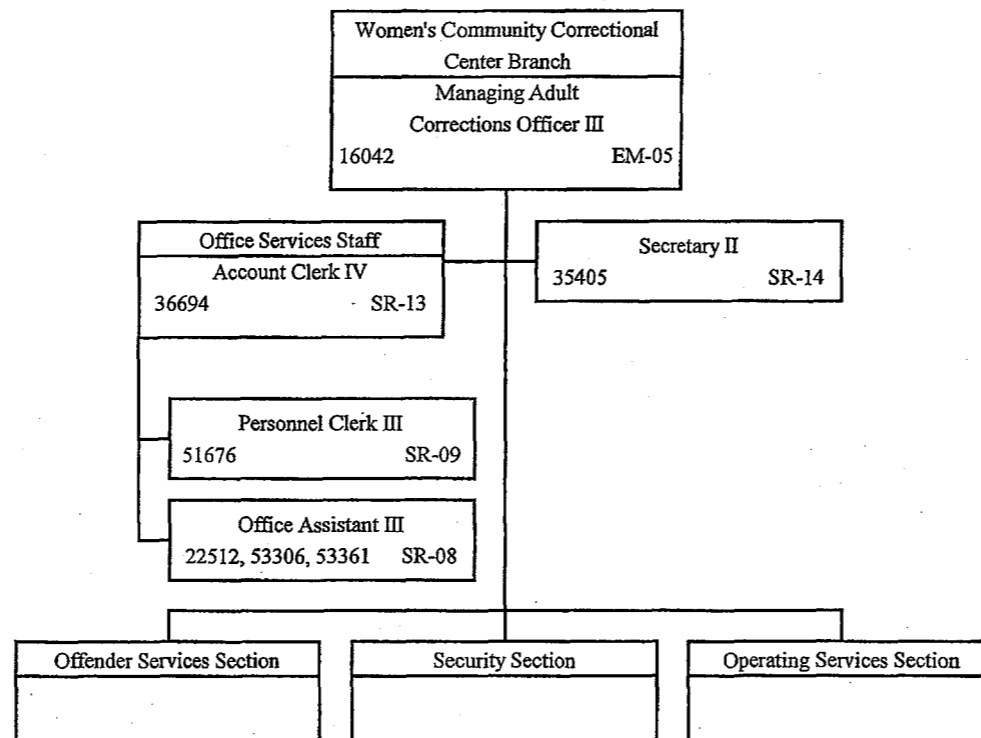 Women's Community Correctional
Center Branch
Managing Adult
Corrections Officer III
16042 EM-05
Office Services Staff
Account Clerk IV
36694 SR-13
Secretary II
35405 SR-14
Personnel Clerk III
51676 SR-09
Office Assistant III
22512, 53306, 53361 SR-08
Offender Services Section
Security Section
Operating Services Section